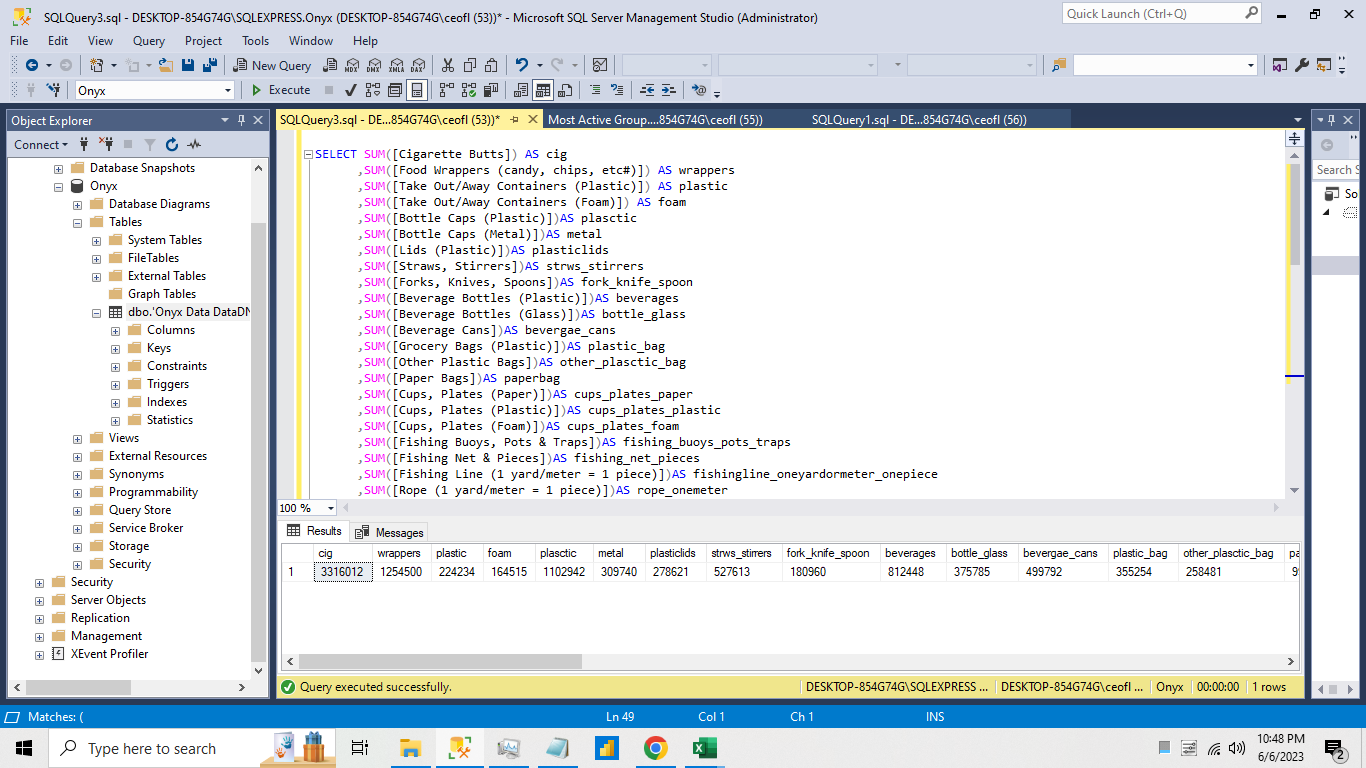 SQLQuery3.sql - DESKTOP-854G74G\SQLEXPRESS.Onyx (DESKTOP-854G74G\ceofl (53))* - Microsoft SQL Server Management Studio (Administrator)
Quick Launch (Ctrl+Q)
File Edit View Query Project Tools Window Help
New Query MDX DMX XMLA DAX
Onyx Execute
Object Explorer
SQLQuery3.sql - DE...854G74G\ceofl (53))* Most Active Group....854G74G\ceofl (55)) SQLQuery1.sql - DE...854G74G\ceofl (56))
Connect
Database Snapshots
Onyx
Database Diagrams
Tables
System Tables
FileTables
External Tables
Graph Tables
dbo.'Onyx Data DataDN
Columns
Keys
Constraints
Triggers
Indexes
Statistics
Views
External Resources
Synonyms
Programmability
Query Store
Service Broker
Storage
Security
Security
Server Objects
Replication
Management
XEvent Profiler
SELECT SUM([Cigarette Butts]) AS cig
,SUM([Food Wrappers (candy, chips, etc#)]) AS wrappers
,SUM([Take Out/Away Containers (Plastic)]) AS plastic
,SUM([Take Out/Away Containers (Foam)]) AS foam
,SUM([Bottle Caps (Plastic)])AS plasctic
,SUM([Bottle Caps (Metal)])AS metal
,SUM([Lids (Plastic)])AS plasticlids
,SUM([Straws, Stirrers])AS strws_stirrers
,SUM([Forks, Knives, Spoons])AS fork_knife_spoon
,SUM([Beverage Bottles (Plastic)])AS beverages
,SUM([Beverage Bottles (Glass)])AS bottle_glass
,SUM([Beverage Cans])AS bevergae_cans
,SUM([Grocery Bags (Plastic)])AS plastic_bag
,SUM([Other Plastic Bags])AS other_plasctic_bag
,SUM([Paper Bags])AS paperbag
,SUM([Cups, Plates (Paper)])AS cups_plates_paper
,SUM([Cups, Plates (Plastic)])AS cups_plates_plastic
,SUM([Cups, Plates (Foam)])AS cups_plates_foam
,SUM([Fishing Buoys, Pots & Traps])AS fishing_buoys_pots_traps
,SUM([Fishing Net & Pieces])AS fishing_net_pieces
,SUM([Fishing Line (1 yard/meter = 1 piece)])AS fishingline_oneyardormeter_onepiece
,SUM([Rope (1 yard/meter = 1 piece)])AS rope_onemeter
Search S
So
100 %
Results Messages
cig wrappers plastic foam plasctic metal plasticlids strws_stirrers fork_knife_spoon beverages bottle_glass bevergae_cans plastic_bag other_plasctic_bag pa
1 3316012 1254500 224234 164515 1102942 309740 278621 527613 180960 812448 375785 499792 355254 258481
Query executed successfully. DESKTOP-854G74G\SQLEXPRESS ... DESKTOP-854G74G\ceofl ... Onyx 00:00:00 1 rows
Matches: ( Ln 49 Col 1 Ch 1 INS
Type here to search
10:48 PM
6/6/2023
2